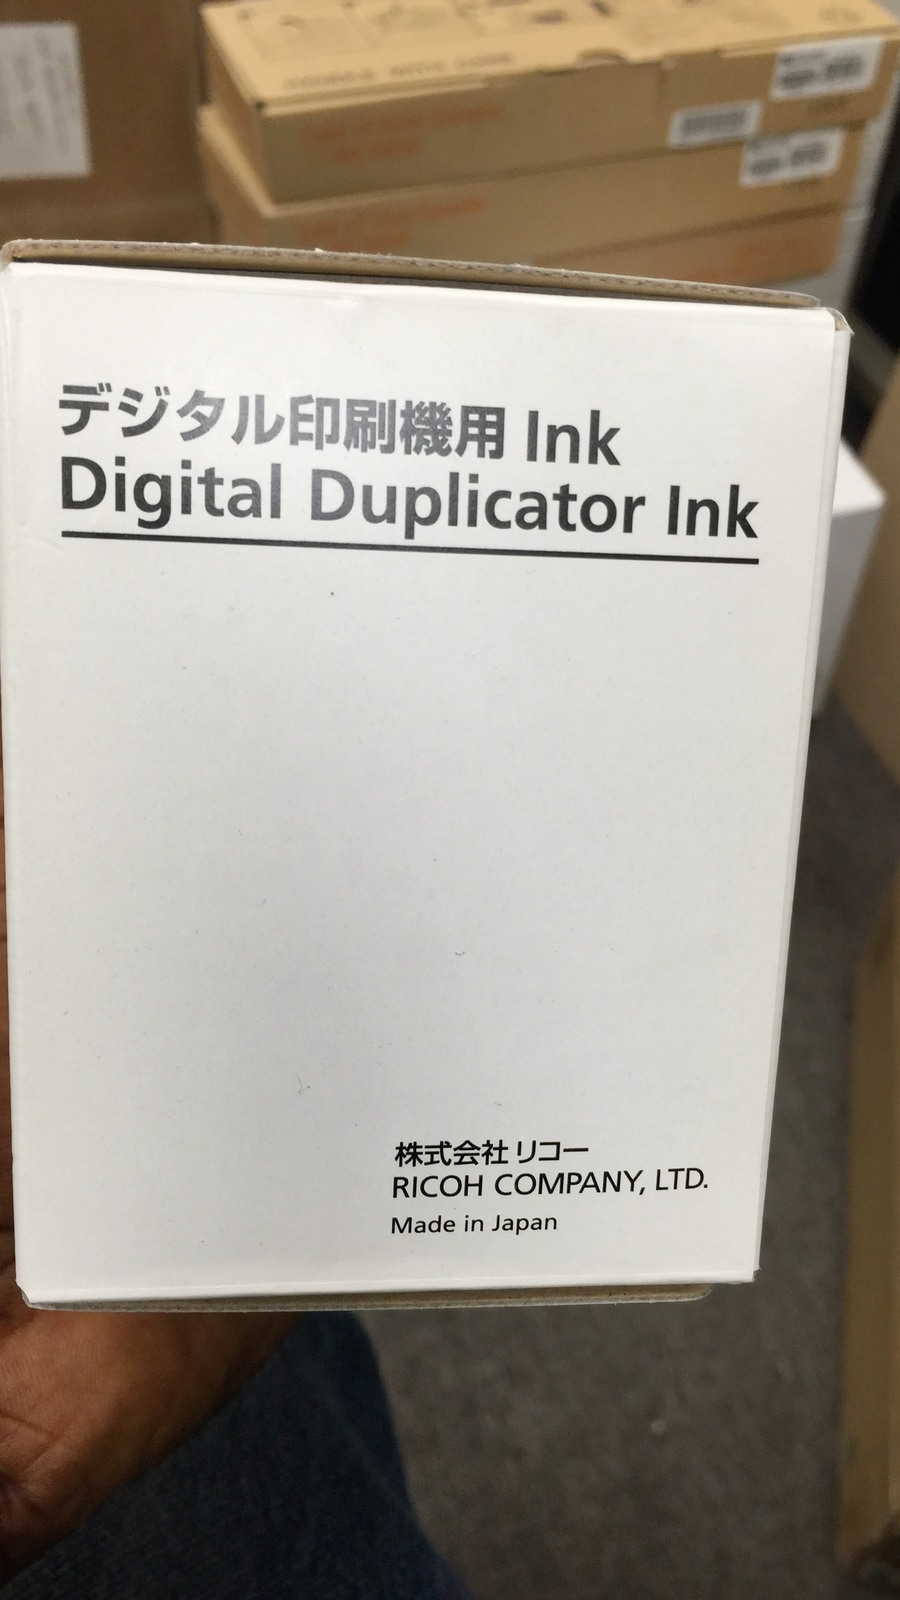 デジタル印刷機用 Ink
Digital Duplicator Ink
株式会社 リコー
RICOH COMPANY, LTD.
Made in Japan